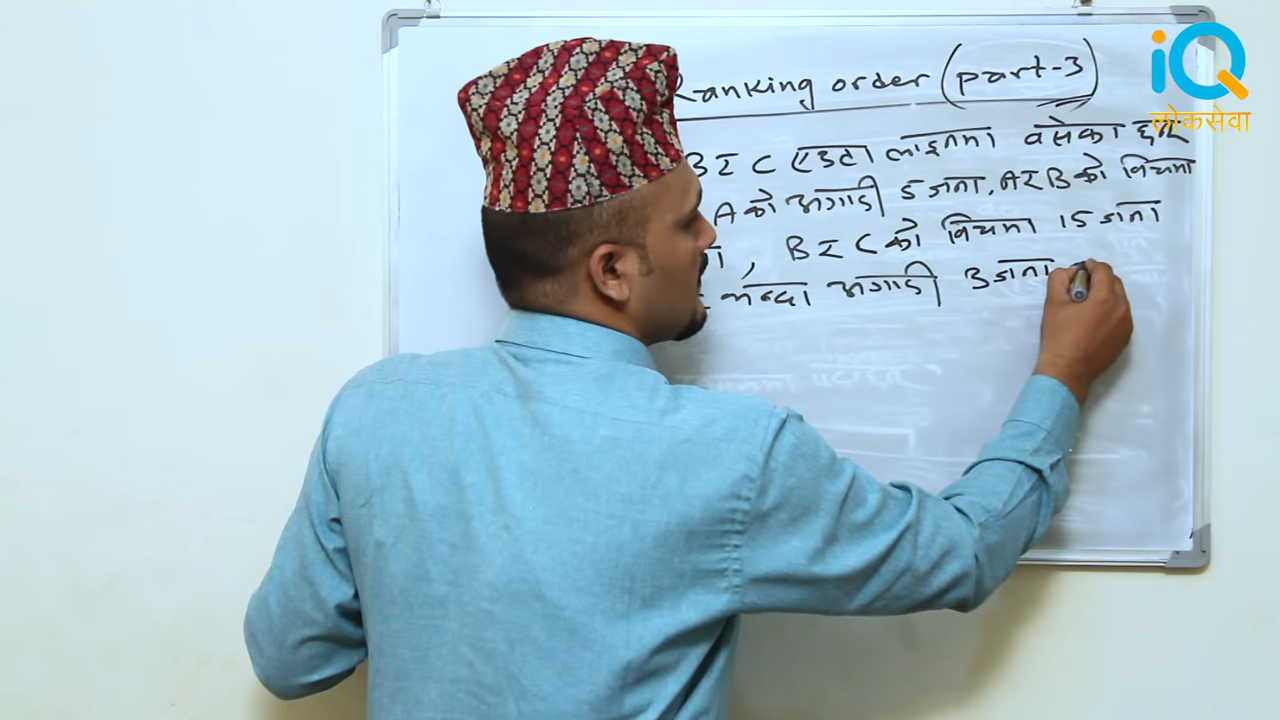 iQ
लोकसेवा
Ranking order (part-3)
B र C एउटा लाइनमा बसेका छन्
A को अगाडी 5 जना, A र B को बिचमा
, B र C को बिचमा 15 जना
भन्दा अगाडी 3 जना